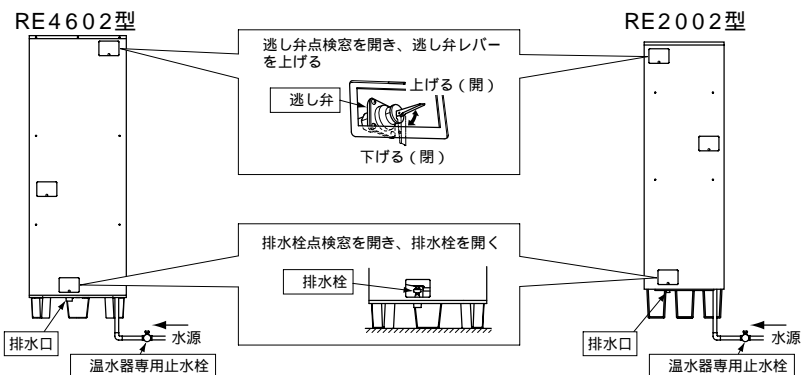 RE4602型
RE2002型
逃し弁点検窓を開き、逃し弁レバー
を上げる
上げる（開）
逃し弁
下げる（閉）
排水栓点検窓を開き、排水栓を開く
排水栓
排水口
水源
温水器専用止水栓
排水口
水源
温水器専用止水栓